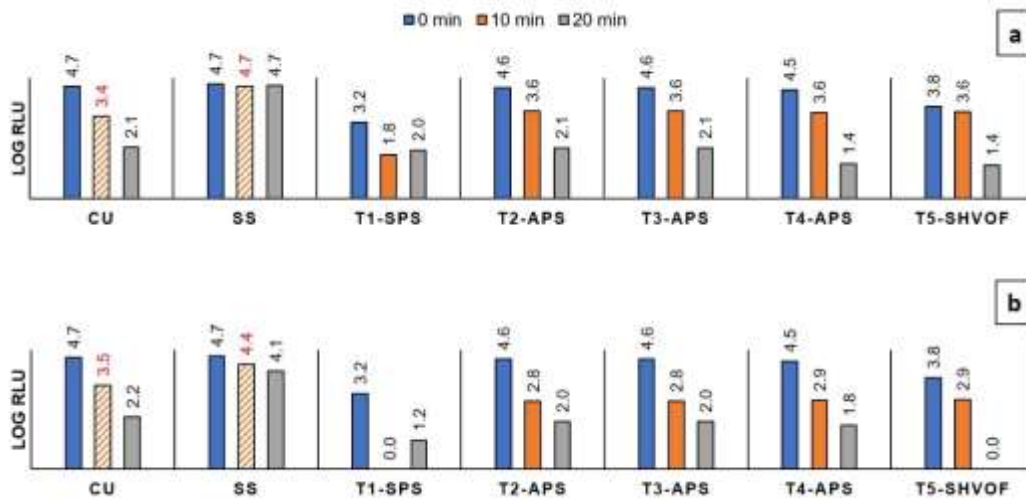 0 min 10 min 20 min
a
LOG RLU
4.7 3.4 2.1 4.7 4.7 4.7 3.2 1.8 2.0 4.6 3.6 2.1 4.6 3.6 2.1 4.5 3.6 1.4 3.8 3.6 1.4
CU SS T1-SPS T2-APS T3-APS T4-APS T5-SHVOF
b
LOG RLU
4.7 3.5 2.2 4.7 4.4 4.1 3.2 0.0 1.2 4.6 2.8 2.0 4.6 2.8 2.0 4.5 2.9 1.8 3.8 2.9 0.0
CU SS T1-SPS T2-APS T3-APS T4-APS T5-SHVOF